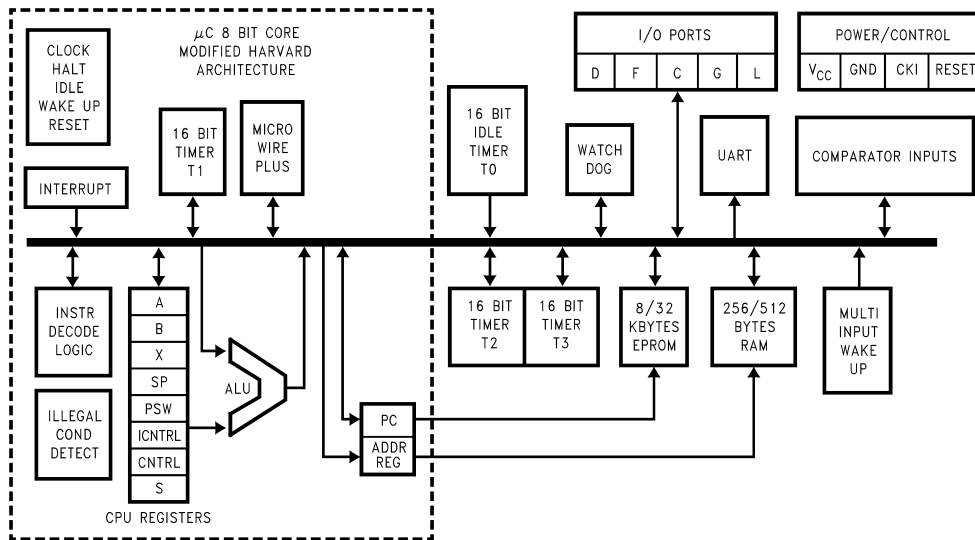 μC 8 BIT CORE
MODIFIED HARVARD
ARCHITECTURE
CLOCK
HALT
IDLE
WAKE UP
RESET
INTERRUPT
16 BIT
TIMER
T1
MICRO
WIRE
PLUS
16 BIT
IDLE
TIMER
T0
WATCH
DOG
I/O PORTS
D F C G L
UART
POWER/CONTROL
VCC GND CKI RESET
COMPARATOR INPUTS
INSTR
DECODE
LOGIC
ILLEGAL
COND
DETECT
A
B
X
SP
PSW
ICNTRL
CNTRL
S
CPU REGISTERS
ALU
PC
ADDR
REG
16 BIT
TIMER
T2
16 BIT
TIMER
T3
8/32
KBYTES
EPROM
256/512
BYTES
RAM
MULTI
INPUT
WAKE
UP